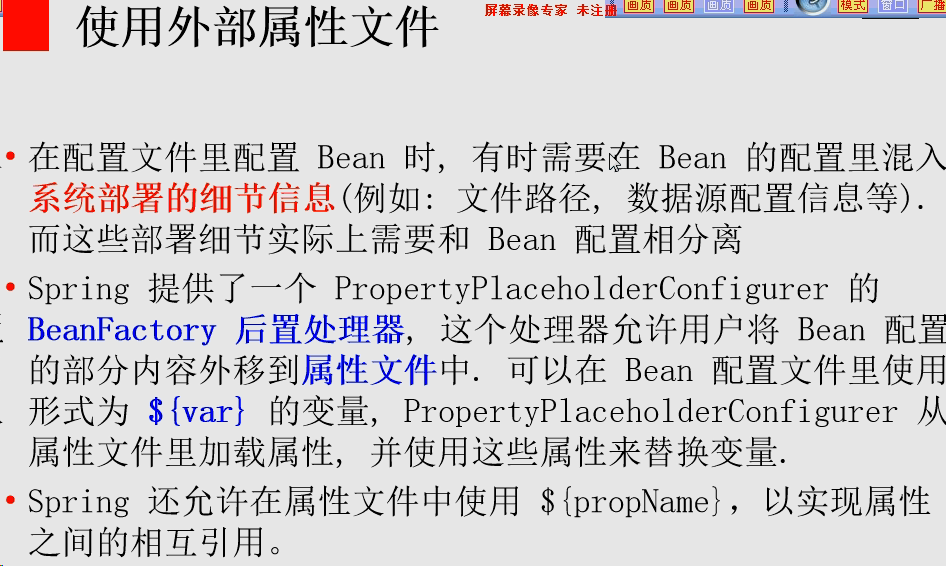 使用外部属性文件
屏幕录像专家 未注册
画质 画质 画质 画质 模式 窗口 广播
•在配置文件里配置 Bean 时, 有时需要在 Bean 的配置里混入
系统部署的细节信息(例如: 文件路径, 数据源配置信息等).
而这些部署细节实际上需要和 Bean 配置相分离
•Spring 提供了一个 PropertyPlaceholderConfigurer 的
BeanFactory 后置处理器, 这个处理器允许用户将 Bean 配置
的部分内容外移到属性文件中. 可以在 Bean 配置文件里使用
形式为 ${var} 的变量, PropertyPlaceholderConfigurer 从
属性文件里加载属性, 并使用这些属性来替换变量.
•Spring 还允许在属性文件中使用 ${propName}，以实现属性
之间的相互引用。